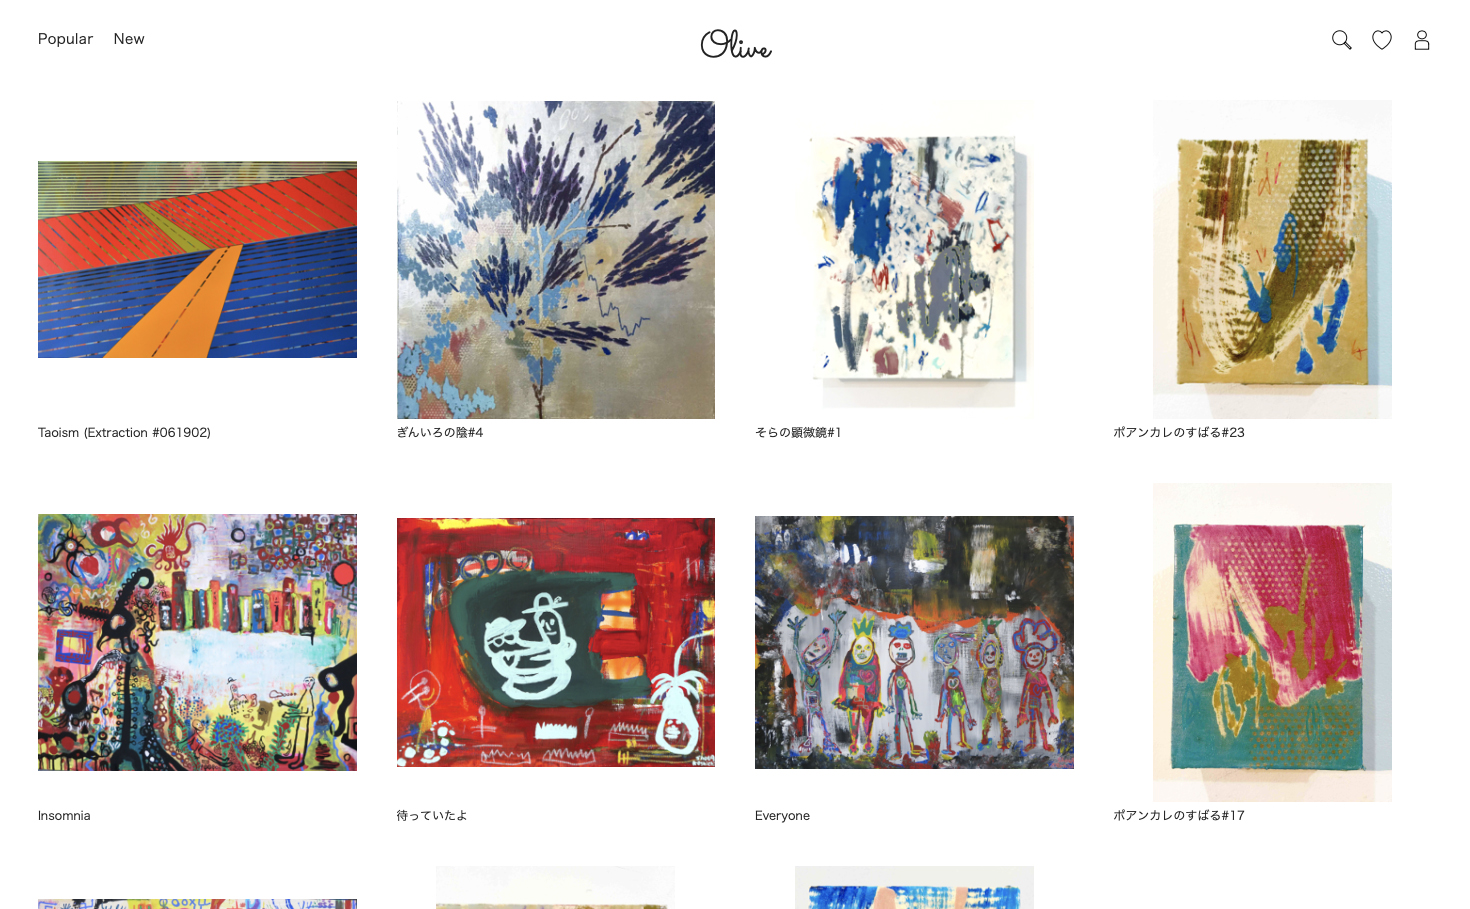 Popular New
Olive
Taoism (Extraction #061902)
ぎんいろの陰#4
そらの顕微鏡#1
ポアンカレのすばる#23
Insomnia
待っていたよ
Everyone
ポアンカレのすばる#17